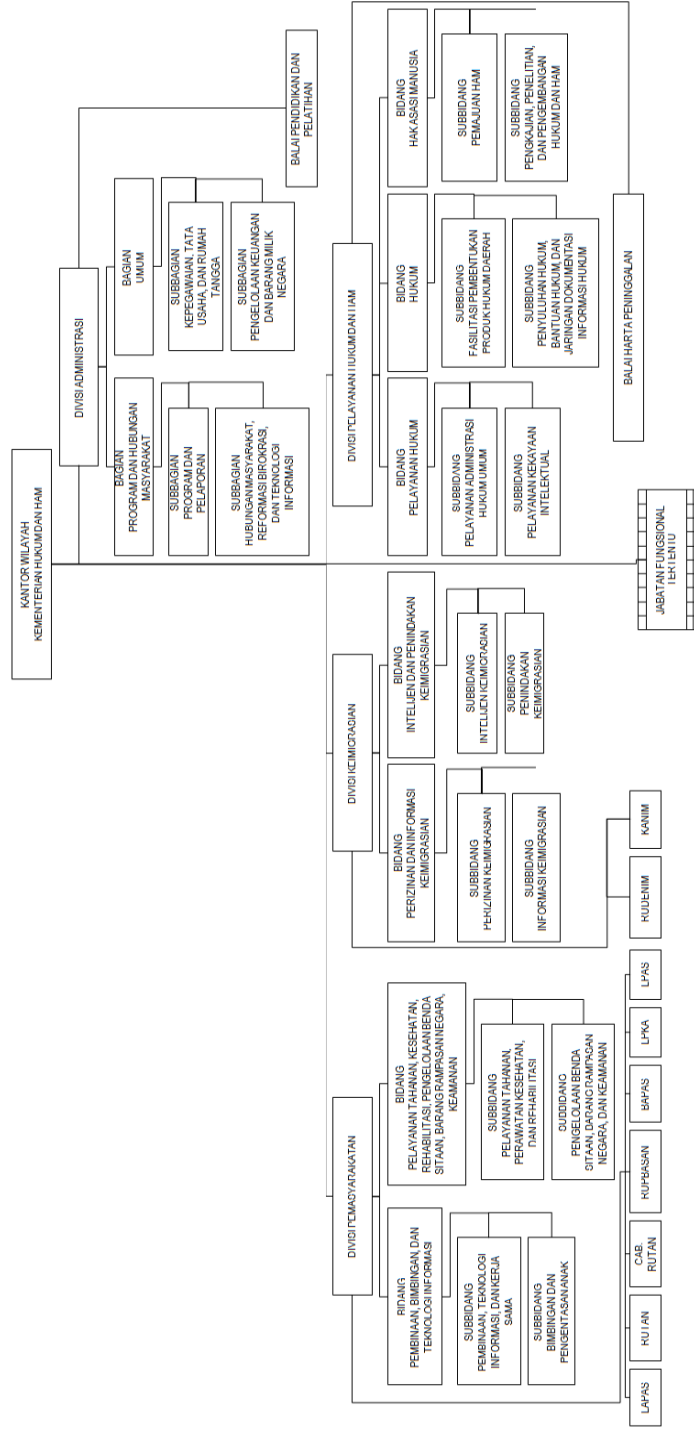 KANTOR WILAYAH
KEMENTERIAN HUKUM DAN HAM
DIVISI ADMINISTRASI
BAGIAN
PROGRAM DAN HUBUNGAN
MASYARAKAT
SUBBAGIAN
PROGRAM DAN
PELAPORAN
SUBBAGIAN
HUBUNGAN MASYARAKAT,
REFORMASI BIROKRASI,
DAN TEKNOLOGI
INFORMASI
BAGIAN
UMUM
SUBBAGIAN
KEPEGAWAIAN, TATA
USAHA, DAN RUMAH
TANGGA
SUBBAGIAN
PENGELOLAAN KEUANGAN
DAN BARANG MILIK
NEGARA
BALAI PENDIDIKAN DAN
PELATIHAN
DIVISI PEMASYARAKATAN
BIDANG
PEMBINAAN, BIMBINGAN, DAN
TEKNOLOGI INFORMASI
SUBBIDANG
PEMBINAAN, TEKNOLOGI
INFORMASI, DAN KERJA
SAMA
SUBBIDANG
BIMBINGAN DAN
PENGENTASAN ANAK
BIDANG
PELAYANAN TAHANAN, KESEHATAN,
REHABILITASI, PENGELOLAAN BENDA
SITAAN, BARANG RAMPASAN NEGARA,
KEAMANAN
SUBBIDANG
PELAYANAN TAHANAN,
PERAWATAN KESEHATAN,
DAN REHABILITASI
SUBBIDANG
PENGELOLAAN BENDA
SITAAN, BARANG RAMPASAN
NEGARA, DAN KEAMANAN
LAPAS
RUTAN
CAB.
RUTAN
RUPBASAN
BAPAS
LPKA
LPAS
DIVISI KEIMIGRASIAN
BIDANG
PERIZINAN DAN INFORMASI
KEIMIGRASIAN
SUBBIDANG
PERIZINAN KEIMIGRASIAN
SUBBIDANG
INFORMASI KEIMIGRASIAN
BIDANG
INTELIJEN DAN PENINDAKAN
KEIMIGRASIAN
SUBBIDANG
INTELIJEN KEIMIGRASIAN
SUBBIDANG
PENINDAKAN
KEIMIGRASIAN
RUDENIM
KANIM
DIVISI PELAYANAN HUKUM DAN HAM
BIDANG
PELAYANAN HUKUM
SUBBIDANG
PELAYANAN ADMINISTRASI
HUKUM UMUM
SUBBIDANG
PELAYANAN KEKAYAAN
INTELEKTUAL
BIDANG
HUKUM
SUBBIDANG
FASILITASI PEMBENTUKAN
PRODUK HUKUM DAERAH
SUBBIDANG
PENYULUHAN HUKUM,
BANTUAN HUKUM, DAN
JARINGAN DOKUMENTASI
INFORMASI HUKUM
BIDANG
HAK ASASI MANUSIA
SUBBIDANG
PEMAJUAN HAM
SUBBIDANG
PENGKAJIAN, PENELITIAN,
DAN PENGEMBANGAN
HUKUM DAN HAM
BALAI HARTA PENINGGALAN
JABATAN FUNGSIONAL
TERTENTU